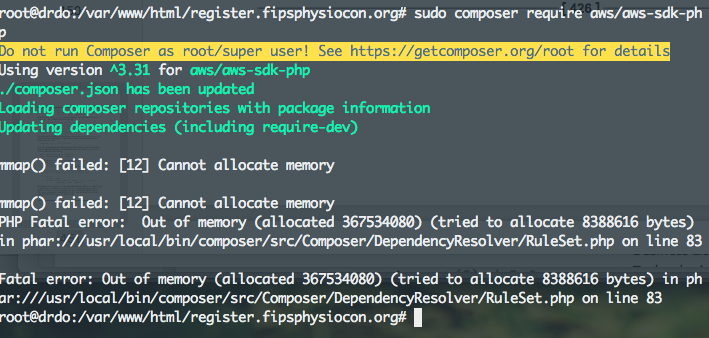 root@drdo:/var/www/html/register.fipsphysiocon.org# sudo composer require aws/aws-sdk-ph
p
Do not run Composer as root/super user! See https://getcomposer.org/root for details
Using version ^3.31 for aws/aws-sdk-php
./composer.json has been updated
Loading composer repositories with package information
Updating dependencies (including require-dev)
mmap() failed: [12] Cannot allocate memory
mmap() failed: [12] Cannot allocate memory
PHP Fatal error:  Out of memory (allocated 367534080) (tried to allocate 8388616 bytes)
in phar:///usr/local/bin/composer/src/Composer/DependencyResolver/RuleSet.php on line 83
Fatal error: Out of memory (allocated 367534080) (tried to allocate 8388616 bytes) in ph
ar:///usr/local/bin/composer/src/Composer/DependencyResolver/RuleSet.php on line 83
root@drdo:/var/www/html/register.fipsphysiocon.org#